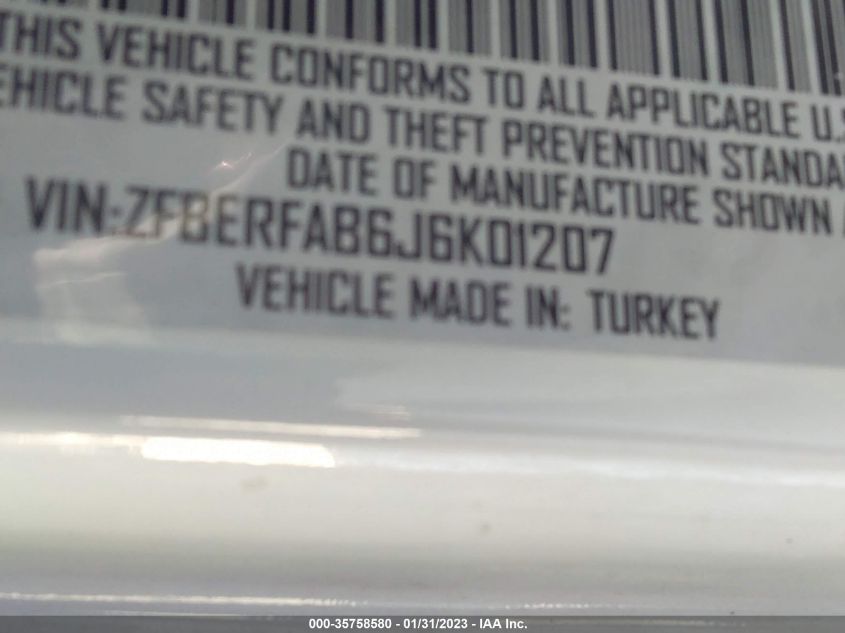 THIS VEHICLE CONFORMS TO ALL APPLICABLE U.S
VEHICLE SAFETY AND THEFT PREVENTION STANDA
DATE OF MANUFACTURE SHOWN
VIN:ZFBERFAB6J6K01207
VEHICLE MADE IN: TURKEY
000-35758580 - 01/31/2023 - IAA Inc.